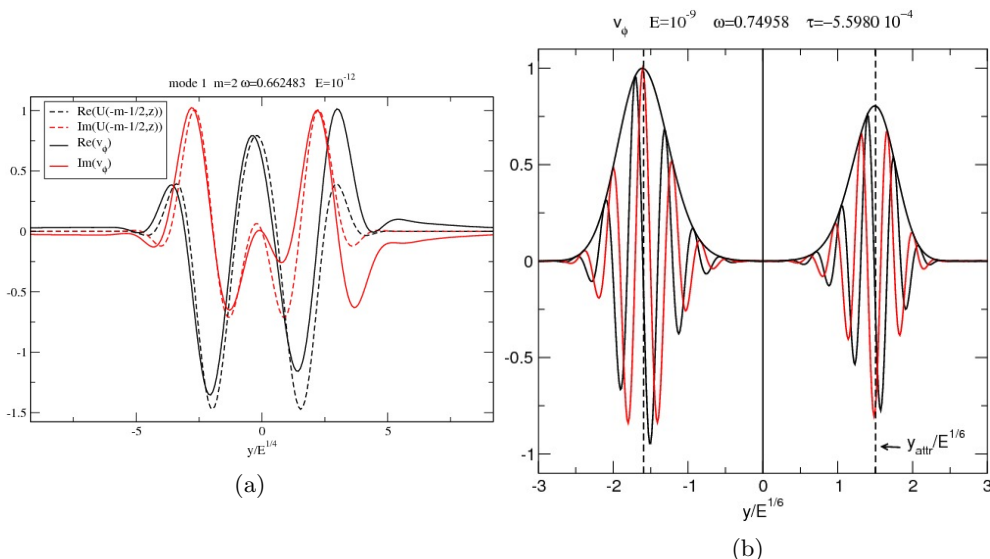 mode 1 m=2 ω=0.662483 E=10^-12
Re(U(-m-1/2,z))
Im(U(-m-1/2,z))
Re(v_ϕ)
Im(v_ϕ)
1
0.5
0
-0.5
-1
-1.5
-5 0 5
y/E^1/4
(a)
v_ϕ E=10^-9 ω=0.74958 τ=-5.5980 10^-4
1
0.5
0
-0.5
-1
y_attr/E^1/6
-3 -2 -1 0 1 2 3
y/E^1/6
(b)